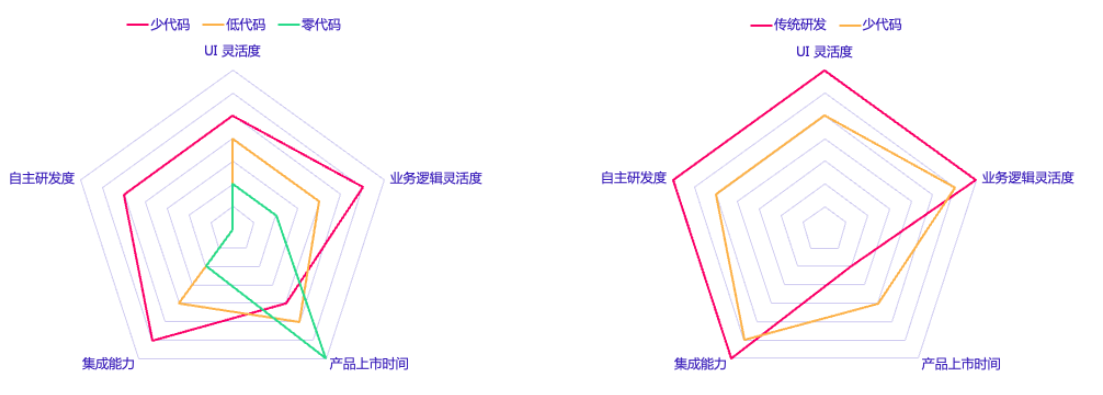 少代码 低代码 零代码
UI 灵活度
自主研发度
业务逻辑灵活度
集成能力
产品上市时间
传统研发 少代码
UI 灵活度
自主研发度
业务逻辑灵活度
集成能力
产品上市时间